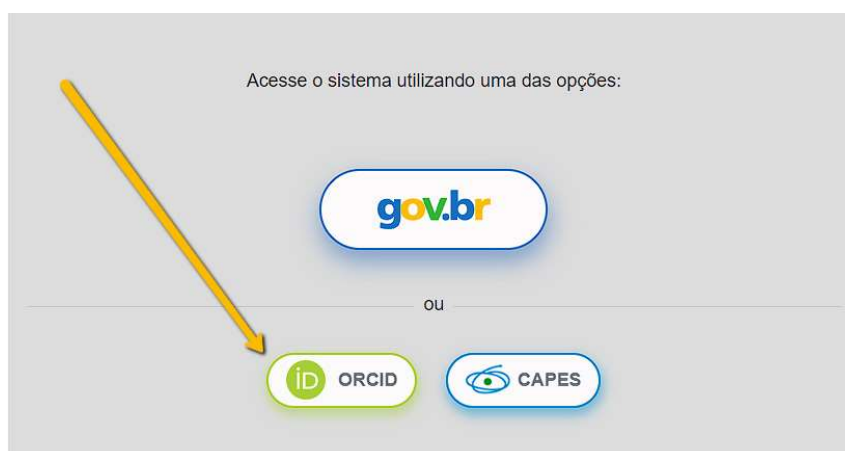 Acesse o sistema utilizando uma das opções:
gov.br
ou
iD ORCID CAPES